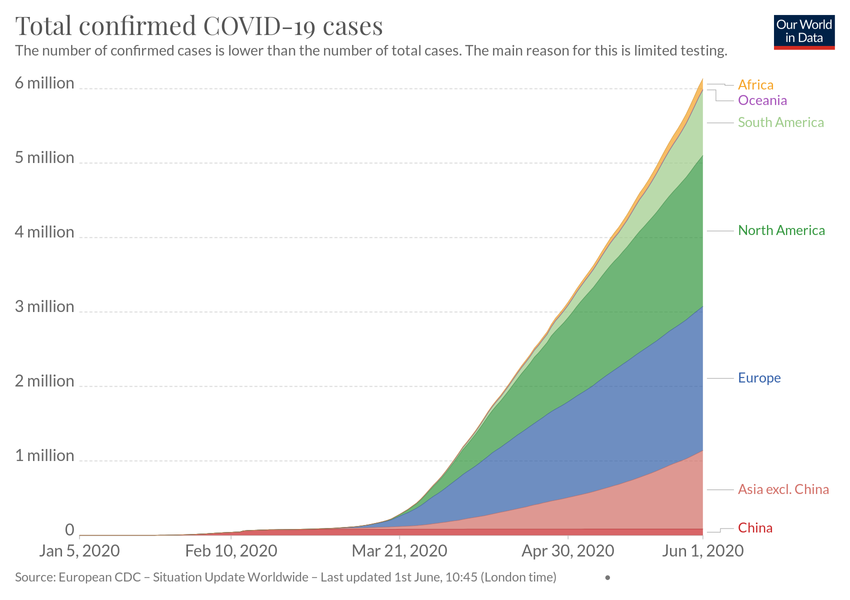 Total confirmed COVID-19 cases
Our World
in Data
The number of confirmed cases is lower than the number of total cases. The main reason for this is limited testing.
6 million
5 million
4 million
3 million
2 million
1 million
0
Africa
Oceania
South America
North America
Europe
Asia excl. China
China
Jan 5, 2020
Feb 10, 2020
Mar 21, 2020
Apr 30, 2020
Jun 1, 2020
Source: European CDC – Situation Update Worldwide – Last updated 1st June, 10:45 (London time)